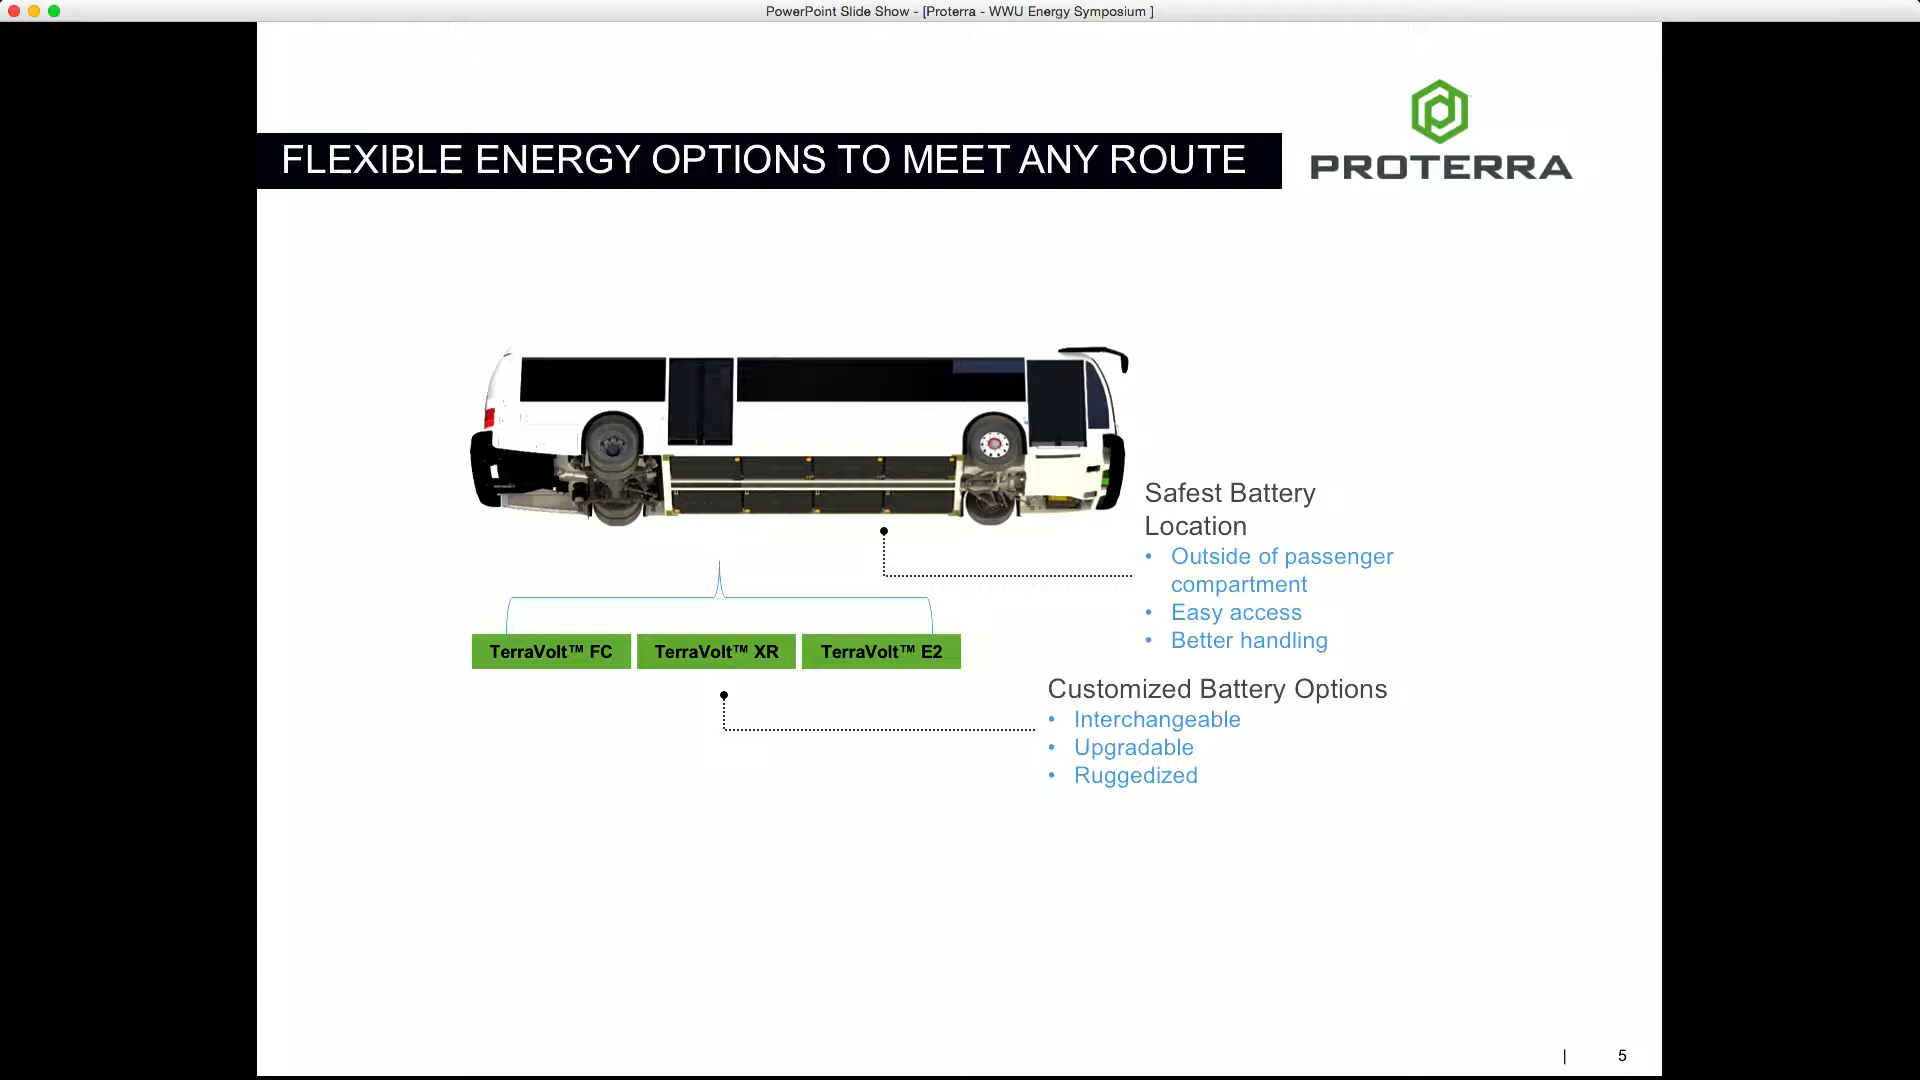 PowerPoint Slide Show - [Proterra - WWU Energy Symposium ]
FLEXIBLE ENERGY OPTIONS TO MEET ANY ROUTE
PROTERRA
Safest Battery
Location
• Outside of passenger
compartment
• Easy access
• Better handling
TerraVolt™ FC
TerraVolt™ XR
TerraVolt™ E2
Customized Battery Options
• Interchangeable
• Upgradable
• Ruggedized
| 5